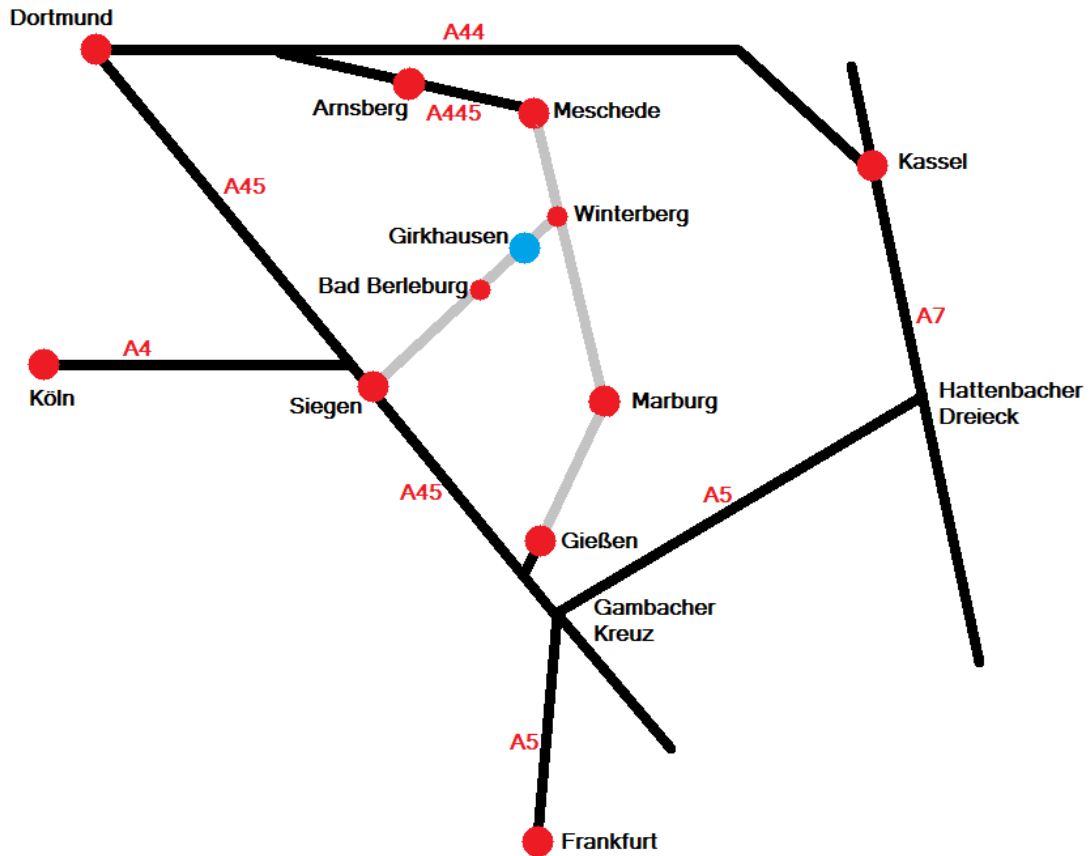 Dortmund
A44
Arnsberg
A445
Meschede
Kassel
A45
Winterberg
Girkhausen
Bad Berleburg
A7
A4
Köln
Siegen
Marburg
Hattenbacher
Dreieck
A45
A5
Gießen
Gambacher
Kreuz
A5
Frankfurt